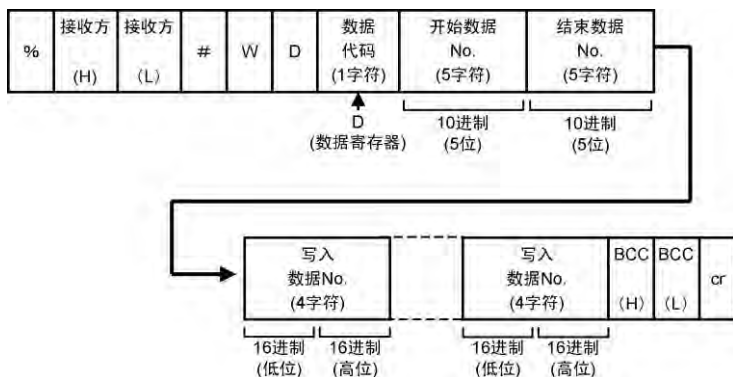 %
接收方
(H)
接收方
(L)
#
W
D
数据
代码
(1字符)
开始数据
No.
(5字符)
结束数据
No.
(5字符)
D
(数据寄存器)
10进制
(5位)
10进制
(5位)
写入
数据No.
(4字符)
写入
数据No.
(4字符)
BCC
(H)
BCC
(L)
cr
16进制
(低位)
16进制
(高位)
16进制
(低位)
16进制
(高位)